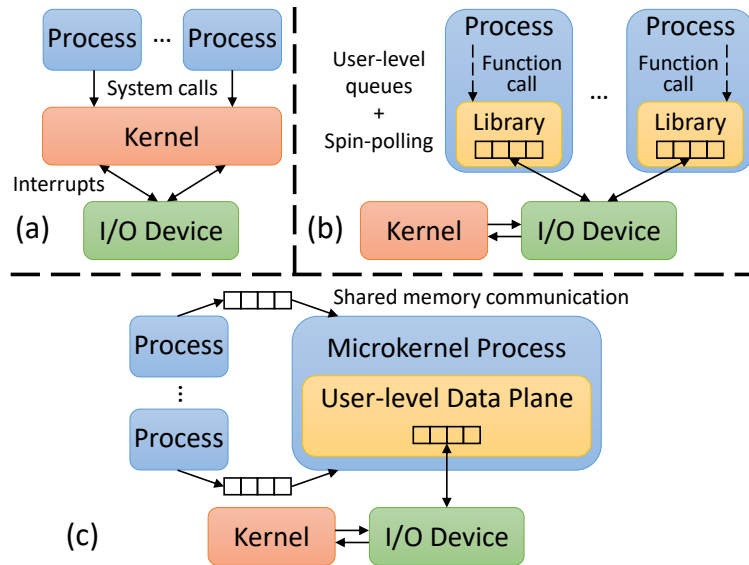 Process ... Process
System calls
Kernel
Interrupts
(a)
I/O Device
User-level
queues
+
Spin-polling
Process
Function
call
Library
...
Process
Function
call
Library
(b)
Kernel
I/O Device
Shared memory communication
Process
...
Process
Microkernel Process
User-level Data Plane
(c)
Kernel
I/O Device